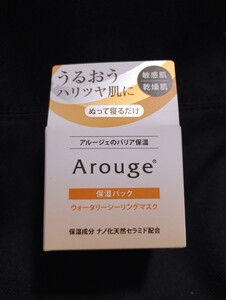 うるおう
ハリツヤ肌に
敏感肌
乾燥肌
ぬって寝るだけ
アルージェのバリア保湿
Arouge®
保湿パック
ウォータリーシーリングマスク
保湿成分 ナノ化天然セラミド配合